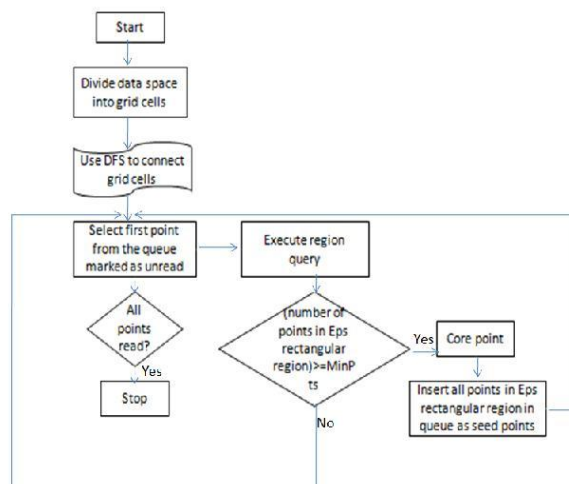 Start
Divide data space
into grid cells
Use DFS to connect
grid cells
Select first point
from the queue
marked as unread
Execute region
query
All
points
read?
Yes
Stop
(number of
points in Eps
rectangular
region)>=MinP
ts
Yes
No
Core point
Insert all points in Eps
rectangular region in
queue as seed points